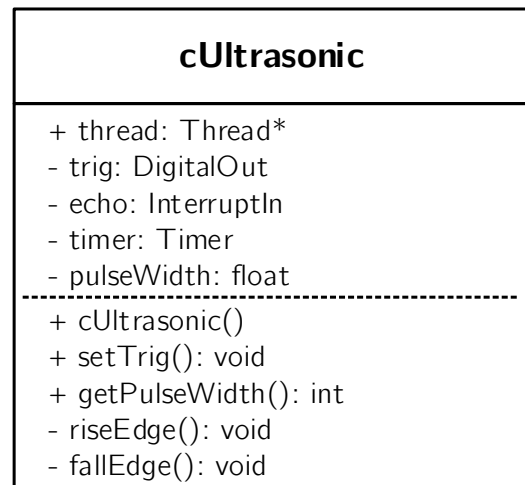 cUltrasonic
+ thread: Thread*
- trig: DigitalOut
- echo: InterruptIn
- timer: Timer
- pulseWidth: float
+ cUltrasonic()
+ setTrig(): void
+ getPulseWidth(): int
- riseEdge(): void
- fallEdge(): void